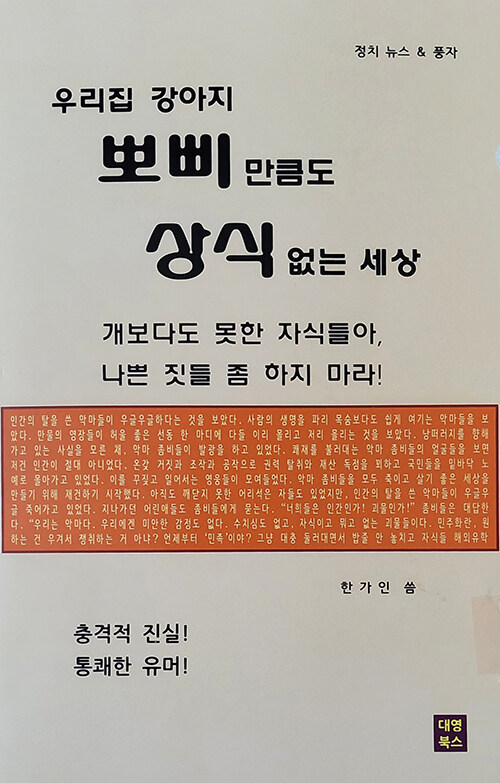 정치 뉴스 & 풍자
우리집 강아지
뽀삐 만큼도
상식 없는 세상
개보다도 못한 자식들아,
나쁜 짓들 좀 하지 마라!
인간의 탈을 쓴 악마들이 우글우글하다는 것을 보았다. 사람의 생명을 파리 목숨보다도 쉽게 여기는 악마들을 보
았다. 만물의 영장들이 허울 좋은 선동 한 마디에 다들 이리 몰리고 저리 몰리는 것을 보았다. 낭떠러지를 향해
가고 있는 사실을 모른 채. 악마 좀비들이 발광을 하고 있었다. 쾌재를 불러대는 악마 좀비들의 얼굴들을 보면
저건 인간이 절대 아니었다. 온갖 거짓과 조작과 공작으로 권력 탈취와 재산 독점을 꾀하고 국민들을 밑바닥 노
예로 몰아가고 있었다. 이를 꾸짖고 일어서는 영웅들이 모여들었다. 악마 좀비들을 모두 죽이고 살기 좋은 세상을
만들기 위해 재건하기 시작했다. 아직도 깨닫지 못한 어리석은 자들도 있었지만, 인간의 탈을 쓴 악마들이 우글우
글 죽어가고 있었다. 지나가던 어린애들도 좀비들에게 묻는다. “너희들은 인간인가! 괴물인가!” 좀비들은 대답한
다. “우리는 악마다. 우리에겐 미안한 감정도 없다. 수치심도 없고, 자식이고 뭐고 없는 괴물들이다. 민주화란, 원
하는 건 우겨서 쟁취하는 거 아냐? 언제부터 ‘민족’이야? 그냥 대충 둘러대면서 밥줄 안 놓치고 자식들 해외유학
한가인 씀
충격적 진실!
통쾌한 유머!
대영
북스